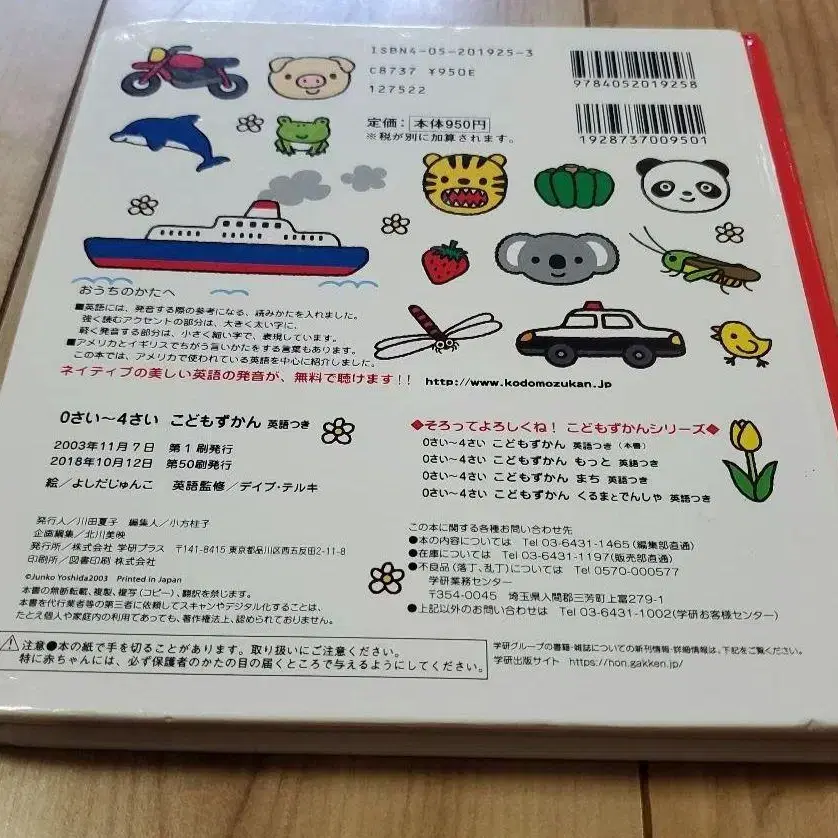 ISBN4-05-201925-3
C8737 ¥950E
127522
9784052019258
1928737009501
定価: 本体950円
※税が別に加算されます。
おうちのかたへ
■英語には、発音する際の参考になる、読みかたを入れました。
強く読むアクセントの部分は、大きく太い字に、
軽く発音する部分は、小さく細い字で、表現しています。
■アメリカとイギリスでちがう言いかたをする言葉もあります。
この本では、アメリカで使われている英語を中心に紹介しました。
ネイティブの美しい英語の発音が、無料で聴けます!! http://www.kodomozukan.jp
0さい〜4さい こどもずかん 英語つき
2003年11月7日 第1刷発行
2018年10月12日 第50刷発行
絵/よしだじゅんこ 英語監修/デイブ・テルキ
発行人/川田夏子 編集人/小方桂子
企画編集/北川美映
発行所/株式会社 学研プラス 〒141-8415 東京都品川区西五反田2-11-8
印刷所/図書印刷 株式会社
©Junko Yoshida2003 Printed in Japan
本書の無断転載、複製、複写(コピー)、翻訳を禁じます。
本書を代行業者等の第三者に依頼してスキャンやデジタル化することは、
たとえ個人や家庭内の利用であっても、著作権法上、認められておりません。
◆そろってよろしくね! こどもずかんシリーズ◆
0さい〜4さい こどもずかん 英語つき(本書)
0さい〜4さい こどもずかん もっと 英語つき
0さい〜4さい こどもずかん まち 英語つき
0さい〜4さい こどもずかん くるまとでんしゃ 英語つき
この本に関する各種お問い合わせ先
●本の内容については Tel 03-6431-1465(編集部直通)
●在庫については Tel 03-6431-1197(販売部直通)
●不良品(落丁、乱丁)については Tel 0570-000577
学研業務センター
〒354-0045 埼玉県入間郡三芳町上富279-1
●上記以外のお問い合わせは Tel 03-6431-1002(学研お客様センター)
注意●本の紙で手を切ることがあります。取り扱いにご注意ください。
特に赤ちゃんには、必ず保護者のかたの目の届くところで与えるようにしてください。
学研グループの書籍・雑誌についての新刊情報・詳細情報は、下記をご覧ください。
学研出版サイト https://hon.gakken.jp/